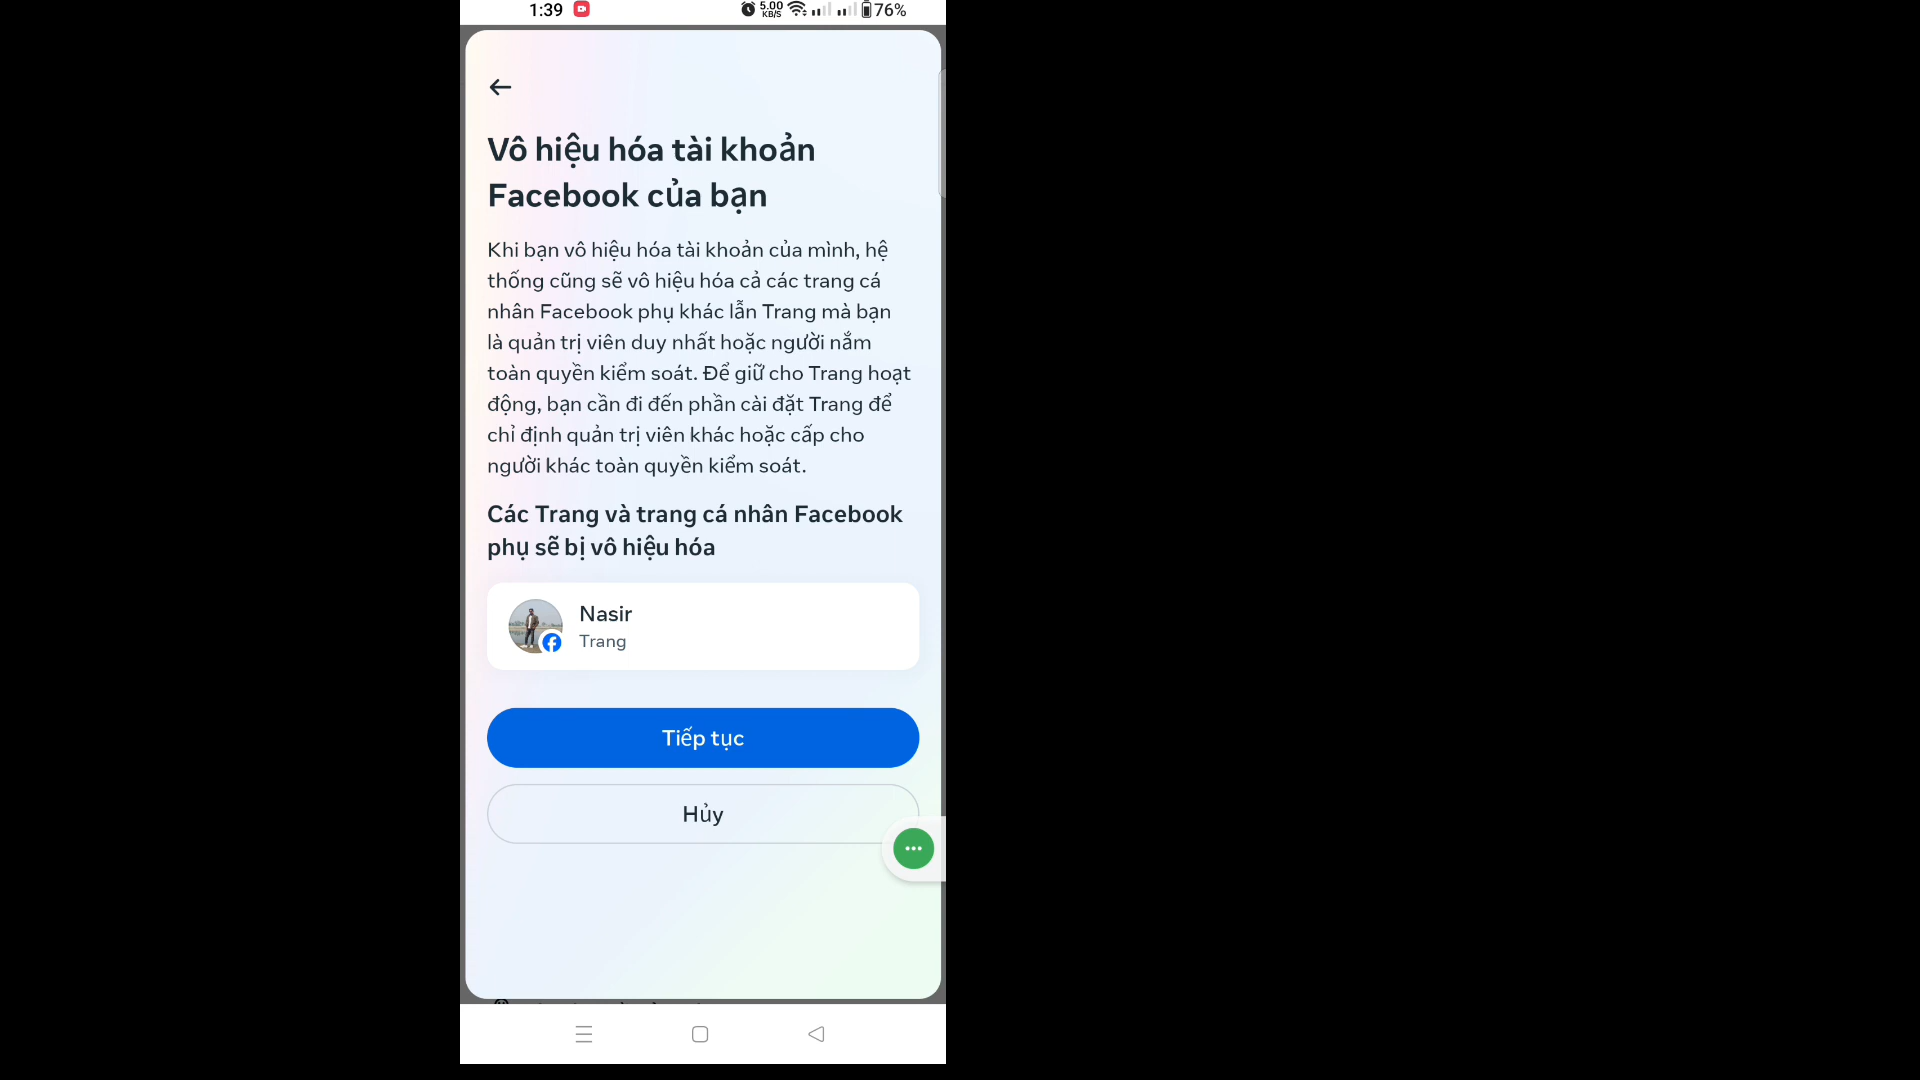 1:39
5.00
KB/S
76%
Vô hiệu hóa tài khoản
Facebook của bạn
Khi bạn vô hiệu hóa tài khoản của mình, hệ
thống cũng sẽ vô hiệu hóa cả các trang cá
nhân Facebook phụ khác lẫn Trang mà bạn
là quản trị viên duy nhất hoặc người nắm
toàn quyền kiểm soát. Để giữ cho Trang hoạt
động, bạn cần đi đến phần cài đặt Trang để
chỉ định quản trị viên khác hoặc cấp cho
người khác toàn quyền kiểm soát.
Các Trang và trang cá nhân Facebook
phụ sẽ bị vô hiệu hóa
Nasir
Trang
Tiếp tục
Hủy